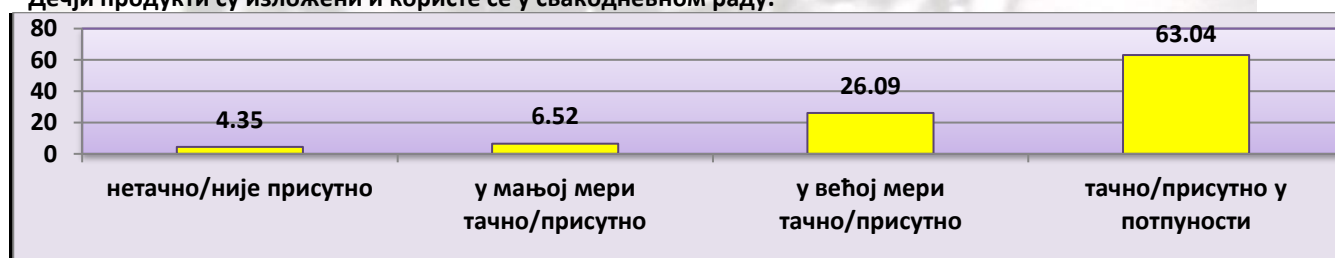 Дечји продукти су изложени и користе се у свакодневном раду.
80
60
40
20
0
4.35
6.52
26.09
63.04
нетачно/није присутно
у мањој мери
тачно/присутно
у већој мери
тачно/присутно
тачно/присутно у
потпуности